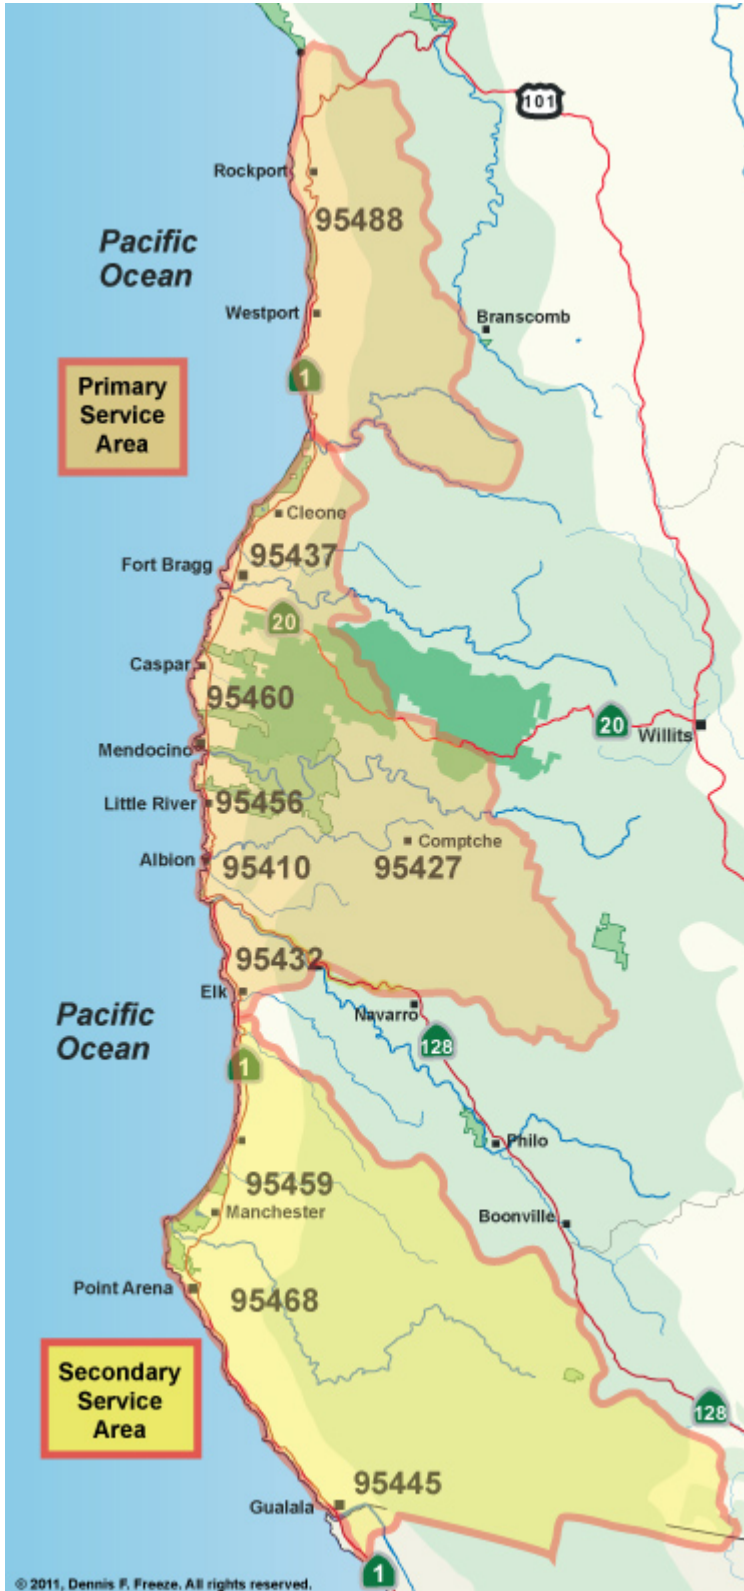 101
Rockport
95488
Pacific
Ocean
Westport
Branscomb
1
Primary
Service
Area
Cleone
95437
Fort Bragg
20
Caspar
95460
20
Willits
Mendocino
Little River
95456
Comptche
Albion
95410
95427
95432
Elk
Navarro
Pacific
Ocean
128
1
Philo
95459
Manchester
Boonville
Point Arena
95468
Secondary
Service
Area
128
95445
Gualala
1
© 2011, Dennis F. Freeze. All rights reserved.